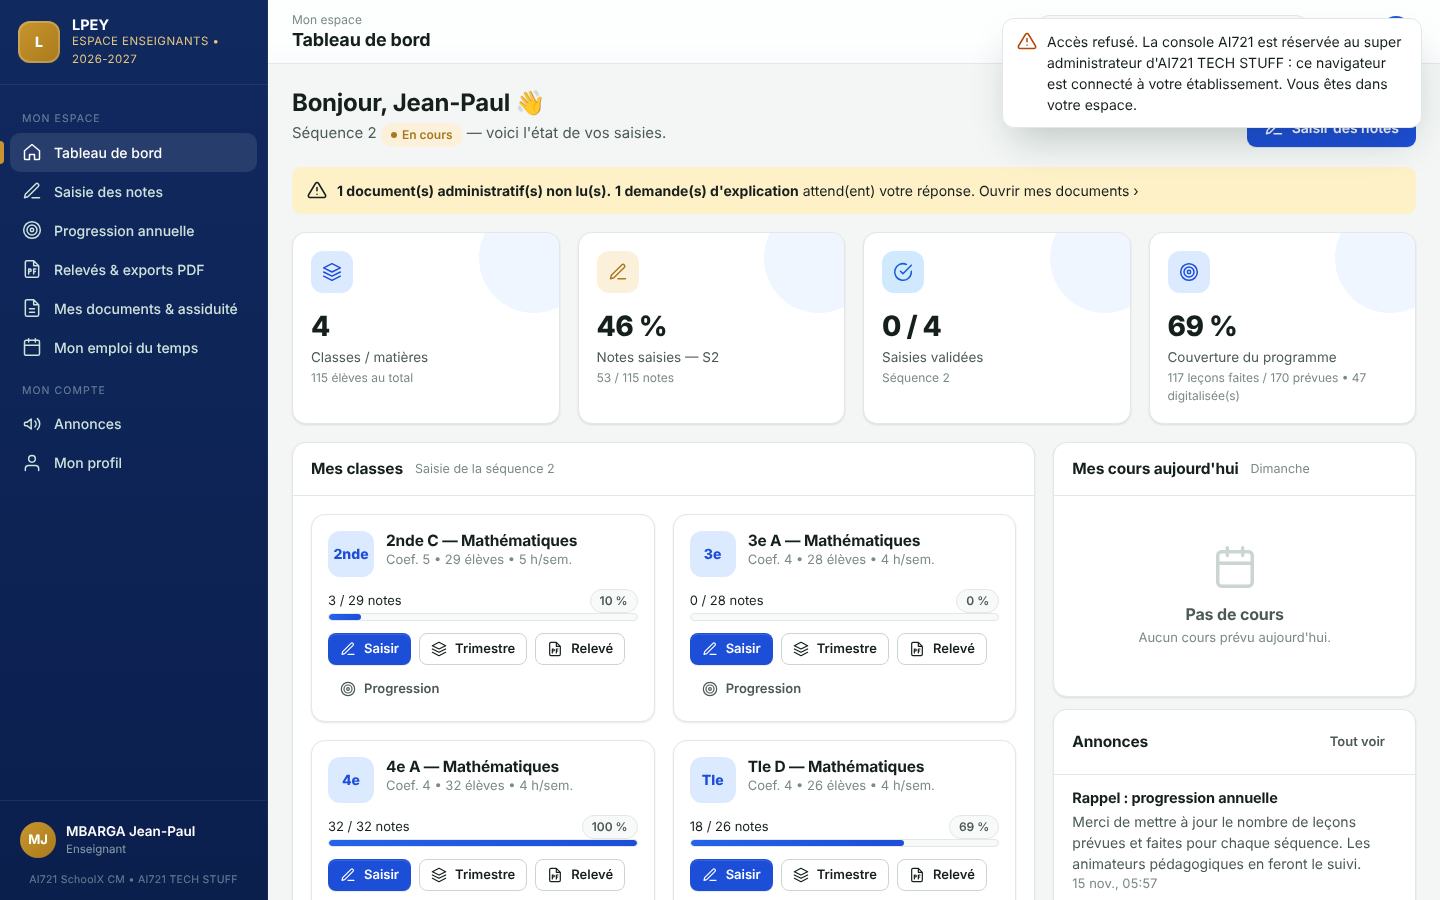 L
LPEY
ESPACE ENSEIGNANTS •
2026-2027
MON ESPACE
Tableau de bord
Saisie des notes
Progression annuelle
Relevés & exports PDF
Mes documents & assiduité
Mon emploi du temps
MON COMPTE
Annonces
Mon profil
MJ
MBARGA Jean-Paul
Enseignant
AI721 SchoolX CM • AI721 TECH STUFF
Mon espace
Tableau de bord
Accès refusé. La console AI721 est réservée au super
administrateur d'AI721 TECH STUFF : ce navigateur
est connecté à votre établissement. Vous êtes dans
votre espace.
Bonjour, Jean-Paul 👋
Séquence 2 • En cours — voici l'état de vos saisies.
Saisir des notes
1 document(s) administratif(s) non lu(s). 1 demande(s) d'explication attend(ent) votre réponse. Ouvrir mes documents ›
4
Classes / matières
115 élèves au total
46 %
Notes saisies — S2
53 / 115 notes
0 / 4
Saisies validées
Séquence 2
69 %
Couverture du programme
117 leçons faites / 170 prévues • 47
digitalisée(s)
Mes classes Saisie de la séquence 2
2nde
2nde C — Mathématiques
Coef. 5 • 29 élèves • 5 h/sem.
3 / 29 notes 10 %
Saisir Trimestre Relevé
Progression
3e
3e A — Mathématiques
Coef. 4 • 28 élèves • 4 h/sem.
0 / 28 notes 0 %
Saisir Trimestre Relevé
Progression
4e
4e A — Mathématiques
Coef. 4 • 32 élèves • 4 h/sem.
32 / 32 notes 100 %
Saisir Trimestre Relevé
Tle
Tle D — Mathématiques
Coef. 4 • 26 élèves • 4 h/sem.
18 / 26 notes 69 %
Saisir Trimestre Relevé
Mes cours aujourd'hui Dimanche
Pas de cours
Aucun cours prévu aujourd'hui.
Annonces Tout voir
Rappel : progression annuelle
Merci de mettre à jour le nombre de leçons
prévues et faites pour chaque séquence. Les
animateurs pédagogiques en feront le suivi.
15 nov., 05:57